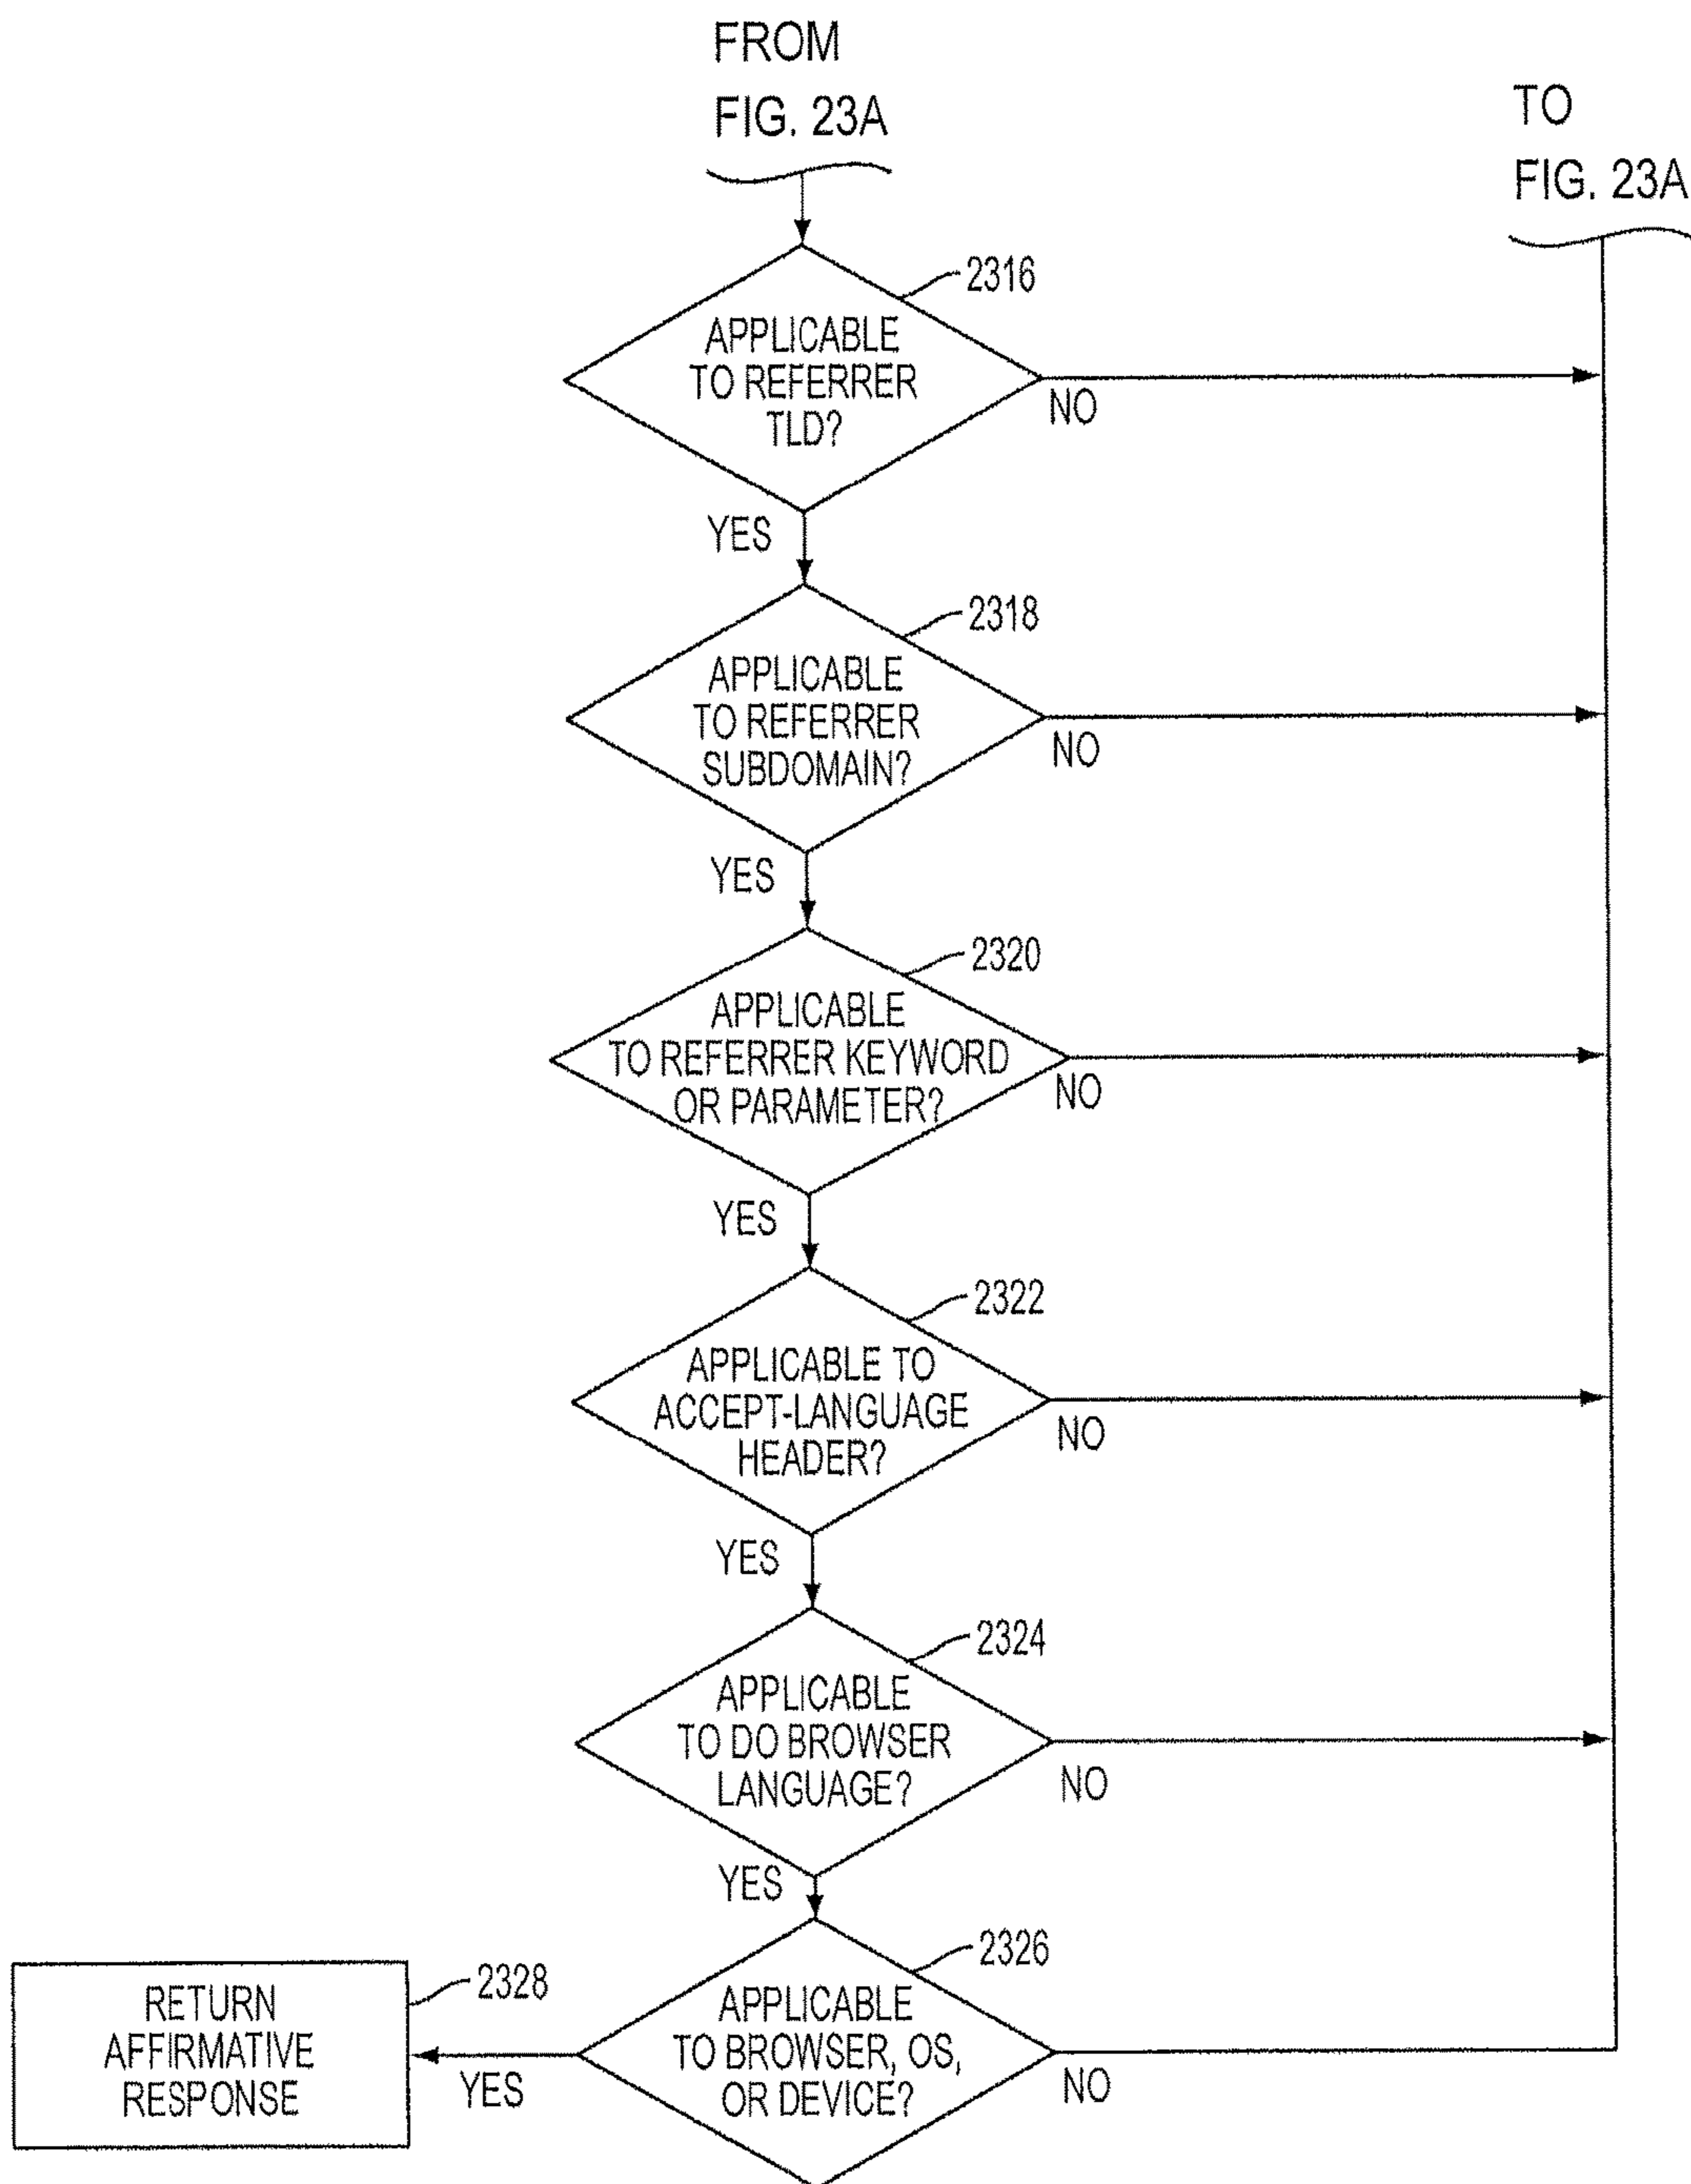 FROM
FIG. 23A
TO
FIG. 23A
2316
APPLICABLE
TO REFERRER
TLD?
NO
YES
2318
APPLICABLE
TO REFERRER
SUBDOMAIN?
NO
YES
2320
APPLICABLE
TO REFERRER KEYWORD
OR PARAMETER?
NO
YES
2322
APPLICABLE TO
ACCEPT-LANGUAGE
HEADER?
NO
YES
2324
APPLICABLE
TO DO BROWSER
LANGUAGE?
NO
YES
2326
APPLICABLE
TO BROWSER, OS,
OR DEVICE?
NO
YES
2328
RETURN
AFFIRMATIVE
RESPONSE